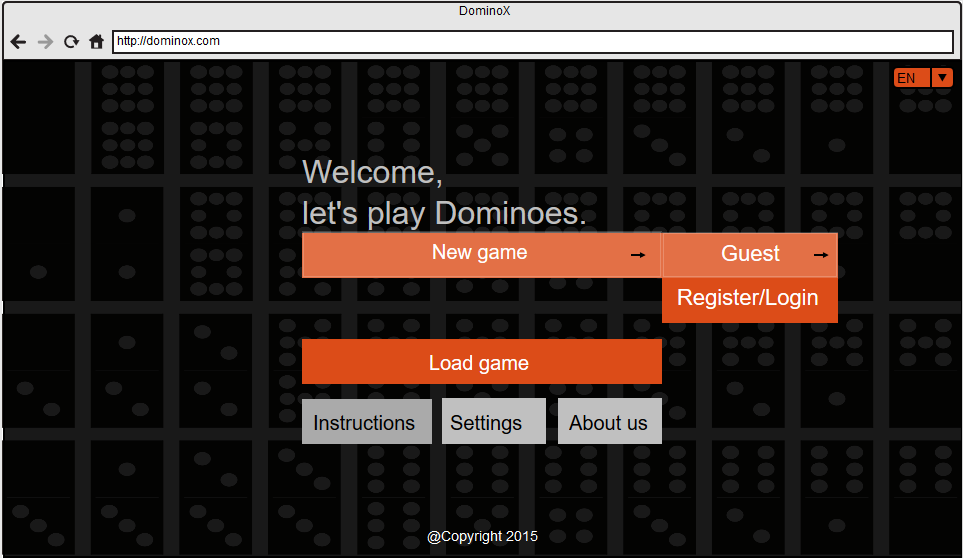 DominoX
http://dominox.com
EN
Welcome,
let's play Dominoes.
New game
Guest
Register/Login
Load game
Instructions
Settings
About us
@Copyright 2015